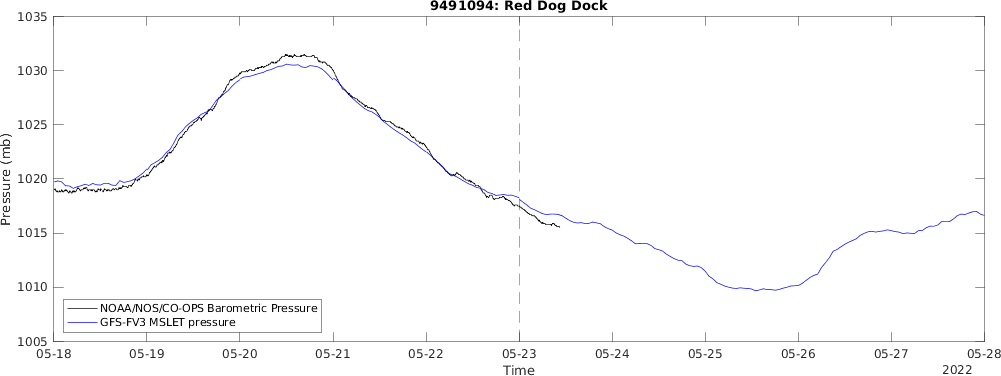 9491094: Red Dog Dock
Pressure (mb)
1035
1030
1025
1020
1015
1010
1005
NOAA/NOS/CO-OPS Barometric Pressure
GFS-FV3 MSLET pressure
05-18 05-19 05-20 05-21 05-22 05-23 05-24 05-25 05-26 05-27 05-28
Time
2022